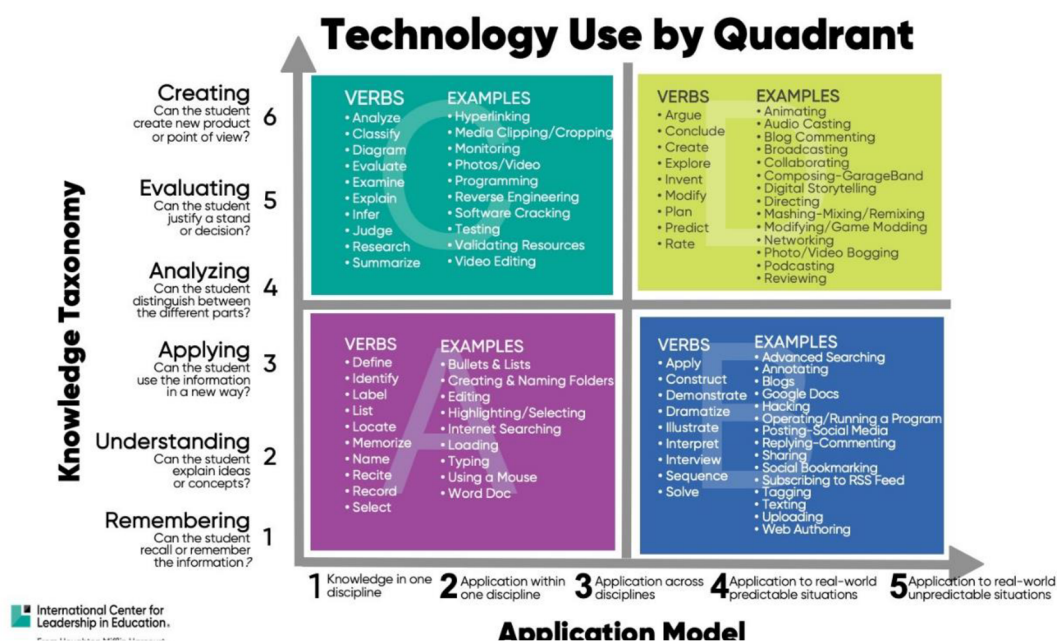 Technology Use by Quadrant
Knowledge Taxonomy
Creating
Can the student
create new product
or point of view?
6
Evaluating
Can the student
justify a stand
or decision?
5
Analyzing
Can the student
distinguish between
the different parts?
4
Applying
Can the student
use the information
in a new way?
3
Understanding
Can the student
explain ideas
or concepts?
2
Remembering
Can the student
recall or remember
the information?
1
C
VERBS
• Analyze
• Classify
• Diagram
• Evaluate
• Examine
• Explain
• Infer
• Judge
• Research
• Summarize
EXAMPLES
• Hyperlinking
• Media Clipping/Cropping
• Monitoring
• Photos/Video
• Programming
• Reverse Engineering
• Software Cracking
• Testing
• Validating Resources
• Video Editing
D
VERBS
• Argue
• Conclude
• Create
• Explore
• Invent
• Modify
• Plan
• Predict
• Rate
EXAMPLES
• Animating
• Audio Casting
• Blog Commenting
• Broadcasting
• Collaborating
• Composing-GarageBand
• Digital Storytelling
• Directing
• Mashing-Mixing/Remixing
• Modifying/Game Modding
• Networking
• Photo/Video Bogging
• Podcasting
• Reviewing
A
VERBS
• Define
• Identify
• Label
• List
• Locate
• Memorize
• Name
• Recite
• Record
• Select
EXAMPLES
• Bullets & Lists
• Creating & Naming Folders
• Editing
• Highlighting/Selecting
• Internet Searching
• Loading
• Typing
• Using a Mouse
• Word Doc
B
VERBS
• Apply
• Construct
• Demonstrate
• Dramatize
• Illustrate
• Interpret
• Interview
• Sequence
• Solve
EXAMPLES
• Advanced Searching
• Annotating
• Blogs
• Google Docs
• Hacking
• Operating/Running a Program
• Posting-Social Media
• Replying-Commenting
• Sharing
• Social Bookmarking
• Subscribing to RSS Feed
• Tagging
• Texting
• Uploading
• Web Authoring
1 Knowledge in one
discipline
2 Application within
one discipline
3 Application across
disciplines
4 Application to real-world
predictable situations
5 Application to real-world
unpredictable situations
Application Model
International Center for
Leadership in Education.